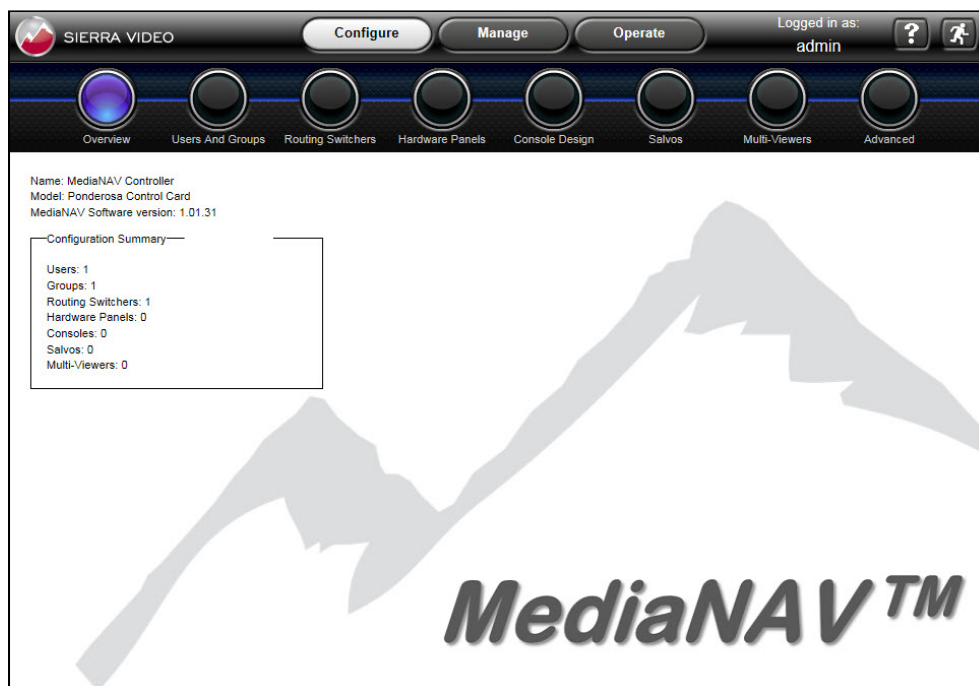 SIERRA VIDEO
Configure
Manage
Operate
Logged in as:
admin
?
Overview
Users And Groups
Routing Switchers
Hardware Panels
Console Design
Salvos
Multi-Viewers
Advanced
Name: MediaNAV Controller
Model: Ponderosa Control Card
MediaNAV Software version: 1.01.31
Configuration Summary
Users: 1
Groups: 1
Routing Switchers: 1
Hardware Panels: 0
Consoles: 0
Salvos: 0
Multi-Viewers: 0
MediaNAV™